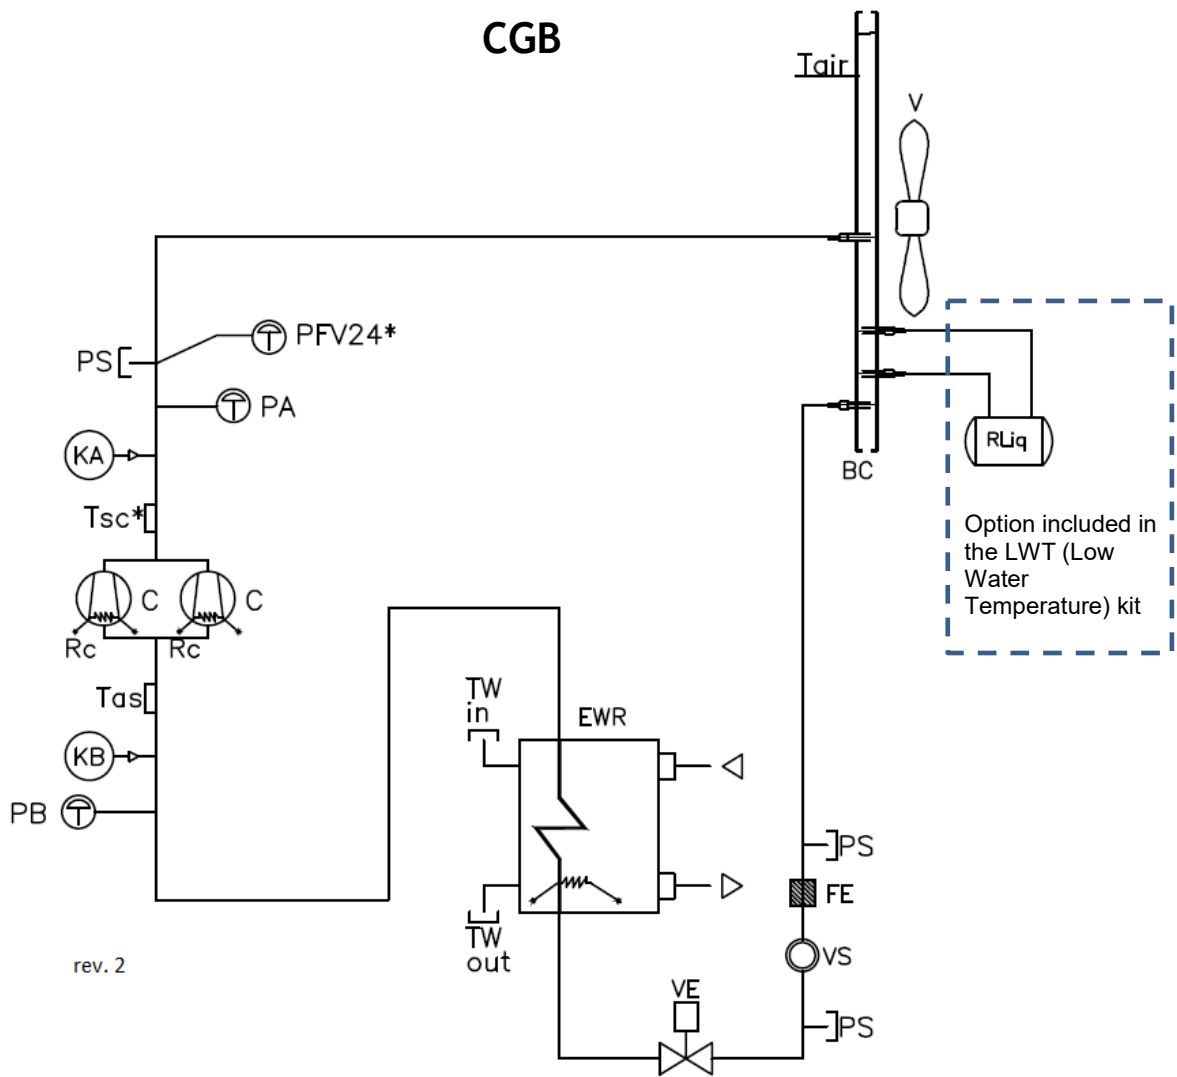 CGB
Tair
V
PFV24*
PS
PA
KA
RLiq
BC
Tsc*
Option included in
the LWT (Low
Water
Temperature) kit
C
C
Rc
Rc
Tas
TW
in
EWR
KB
PB
PS
FE
TW
out
VS
rev. 2
VE
PS